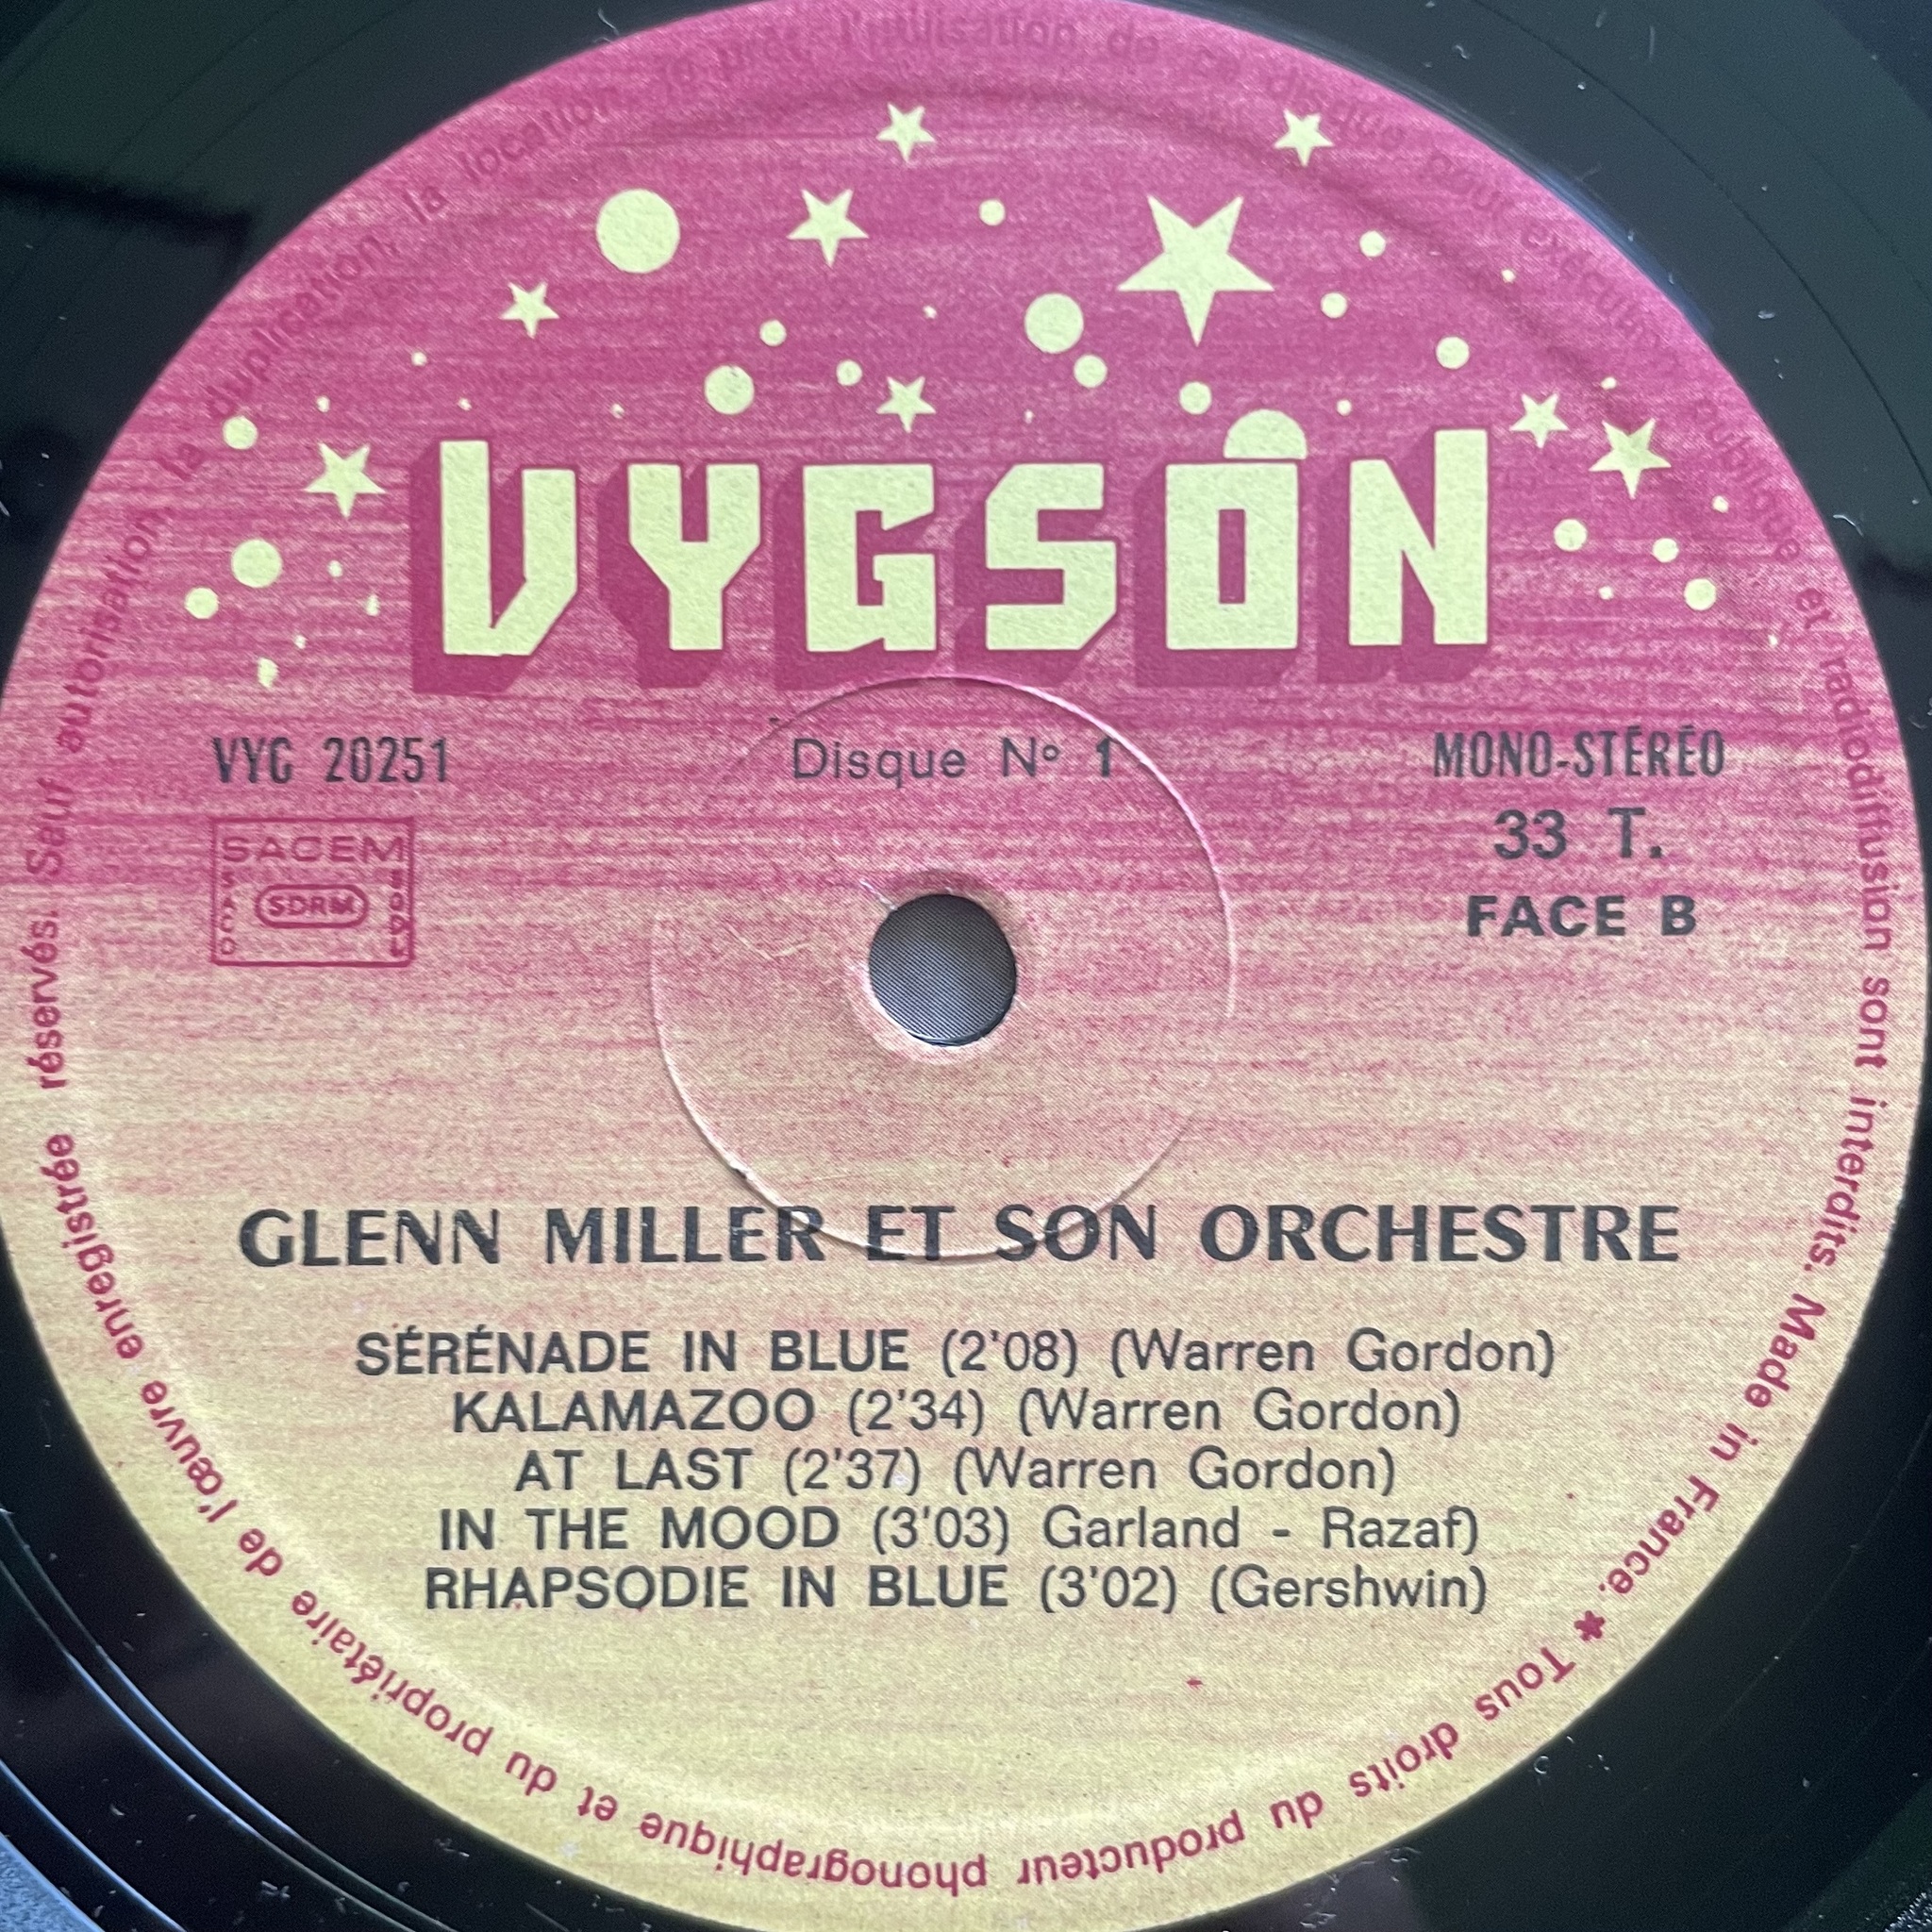 VYGSON
VYG 20251
Disque N° 1
MONO-STÉRÉO
33 T.
FACE B
SACEM
SACD
SDRM
SGDL
GLENN MILLER ET SON ORCHESTRE
SÉRÉNADE IN BLUE (2'08) (Warren Gordon)
KALAMAZOO (2'34) (Warren Gordon)
AT LAST (2'37) (Warren Gordon)
IN THE MOOD (3'03) Garland - Razaf)
RHAPSODIE IN BLUE (3'02) (Gershwin)
Tous droits du producteur phonographique et du propriétaire de l'œuvre enregistrée réservés. Sauf autorisation la duplication, la location, le prêt, l'utilisation de ce disque pour exécution publique et radiodiffusion sont interdits. Made in France. *